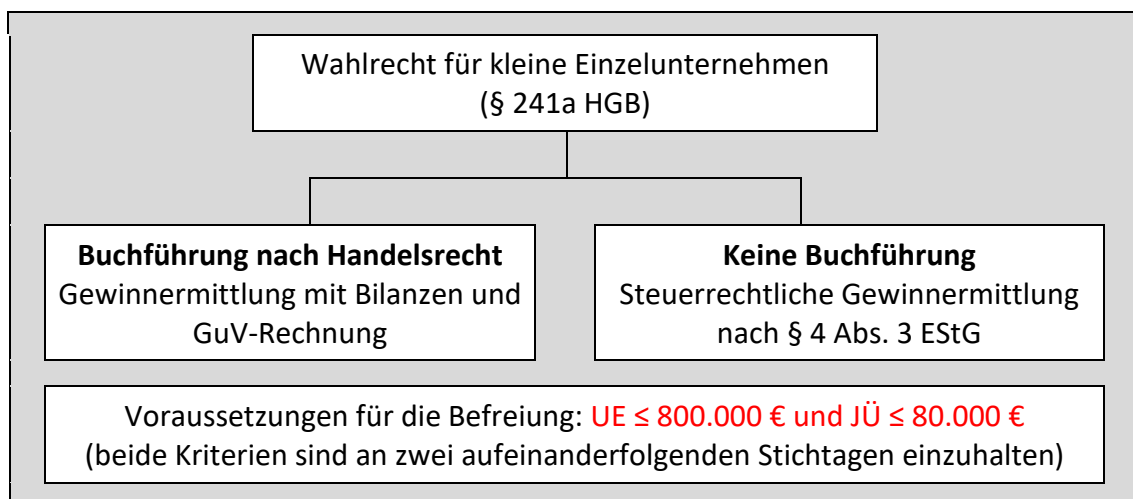 Wahlrecht für kleine Einzelunternehmen
(§ 241a HGB)
Buchführung nach Handelsrecht
Gewinnermittlung mit Bilanzen und
GuV-Rechnung
Keine Buchführung
Steuerrechtliche Gewinnermittlung
nach § 4 Abs. 3 EStG
Voraussetzungen für die Befreiung: UE ≤ 800.000 € und JÜ ≤ 80.000 €
(beide Kriterien sind an zwei aufeinanderfolgenden Stichtagen einzuhalten)